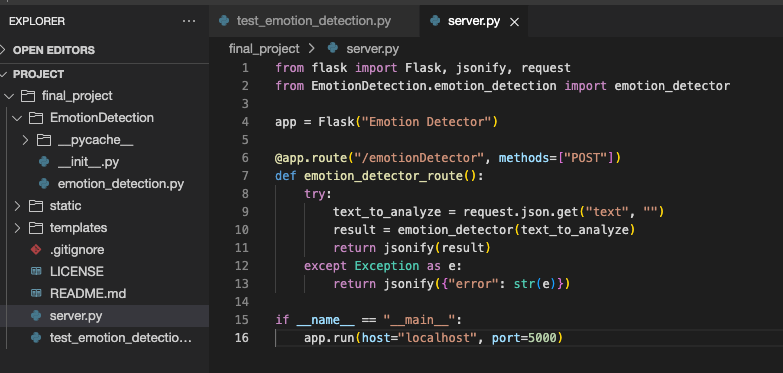 EXPLORER
OPEN EDITORS
PROJECT
final_project
EmotionDetection
__pycache__
__init__.py
emotion_detection.py
static
templates
.gitignore
LICENSE
README.md
server.py
test_emotion_detectio...
test_emotion_detection.py
server.py
final_project > server.py
1 from flask import Flask, jsonify, request
2 from EmotionDetection.emotion_detection import emotion_detector
3
4 app = Flask("Emotion Detector")
5
6 @app.route("/emotionDetector", methods=["POST"])
7 def emotion_detector_route():
8     try:
9         text_to_analyze = request.json.get("text", "")
10         result = emotion_detector(text_to_analyze)
11         return jsonify(result)
12     except Exception as e:
13         return jsonify({"error": str(e)})
14
15 if __name__ == "__main__":
16     app.run(host="localhost", port=5000)